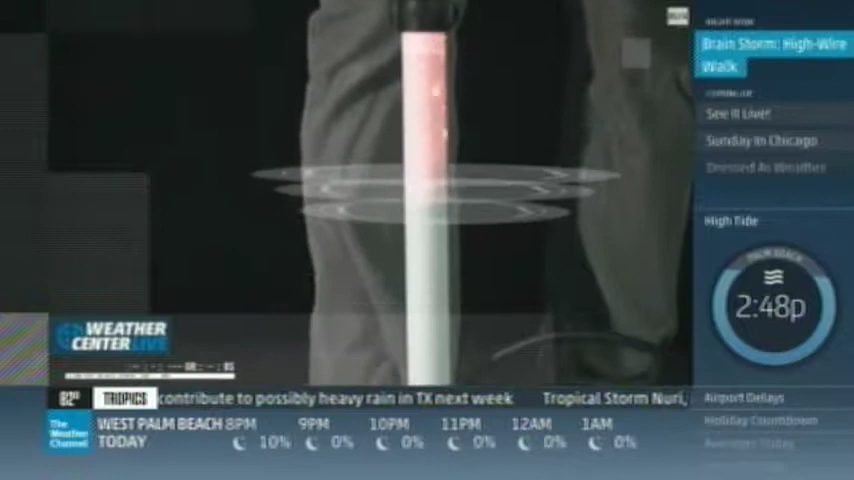 Brain Storm: High-Wire
Walk
See It Live!
Sunday In Chicago
Dressed As Weather
High Tide
PALM BEACH
2:48p
WEATHER
CENTER LIVE
82°
TROPICS
contribute to possibly heavy rain in TX next week Tropical Storm Nuri,
Airport Delays
Holiday Countdown
The
Weather
Channel
WEST PALM BEACH 8PM 9PM 10PM 11PM 12AM 1AM
TODAY 10% 0% 0% 0% 0% 0%